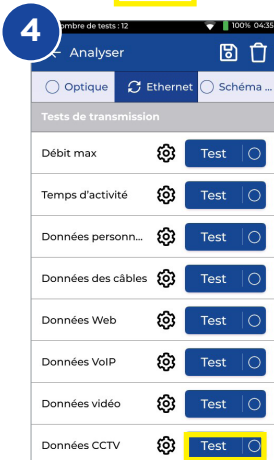 4
ombre de tests : 12 100% 04:35
← Analyser
Optique Ethernet Schéma ...
Tests de transmission
Débit max Test
Temps d'activité Test
Données personn... Test
Données des câbles Test
Données Web Test
Données VoIP Test
Données vidéo Test
Données CCTV Test